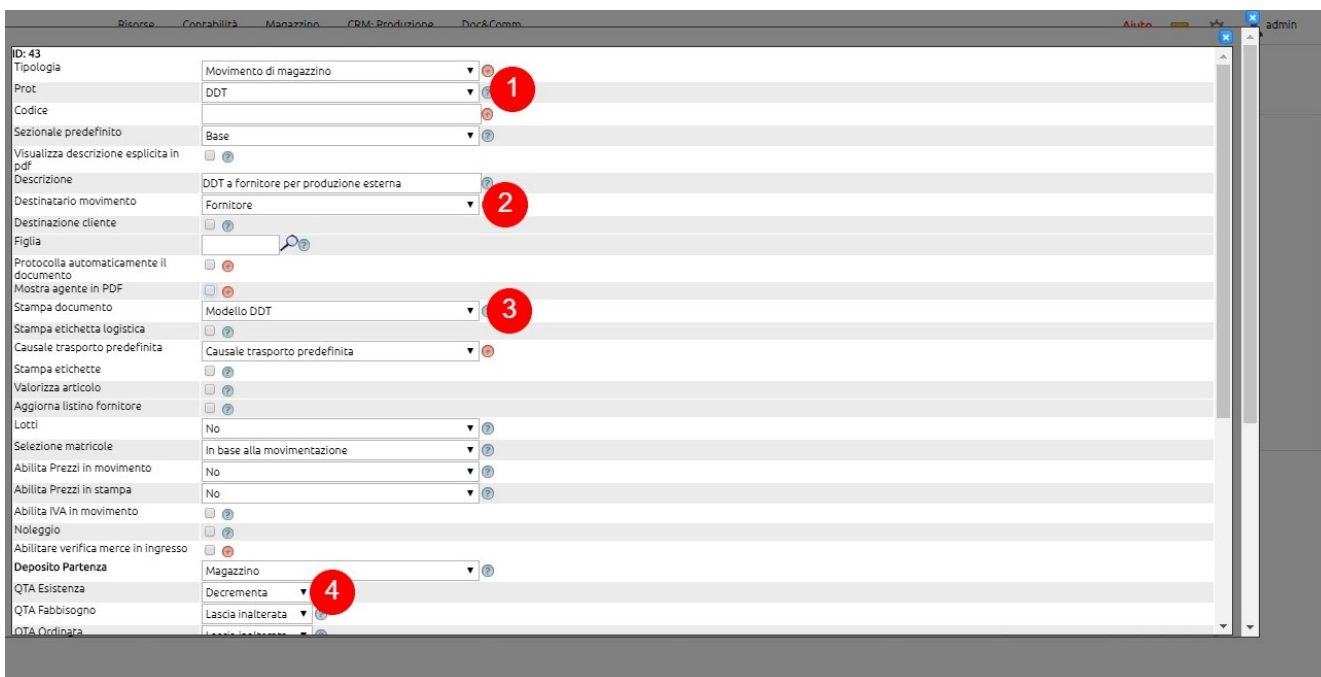 Risorse Contabilità Magazzino CRM: Produzione Doc&Comm Aiuto admin
ID: 43
Tipologia Movimento di magazzino
Prot DDT 1
Codice
Sezionale predefinito Base
Visualizza descrizione esplicita in
pdf
Descrizione DDT a fornitore per produzione esterna
Destinatario movimento Fornitore 2
Destinazione cliente
Figlia
Protocolla automaticamente il
documento
Mostra agente in PDF
Stampa documento Modello DDT 3
Stampa etichetta logistica
Causale trasporto predefinita Causale trasporto predefinita
Stampa etichette
Valorizza articolo
Aggiorna listino fornitore
Lotti No
Selezione matricole In base alla movimentazione
Abilita Prezzi in movimento No
Abilita Prezzi in stampa No
Abilita IVA in movimento
Noleggio
Abilitare verifica merce in ingresso
Deposito Partenza Magazzino
QTA Esistenza Decrementa 4
QTA Fabbisogno Lascia inalterata
QTA Ordinata Lascia inalterata